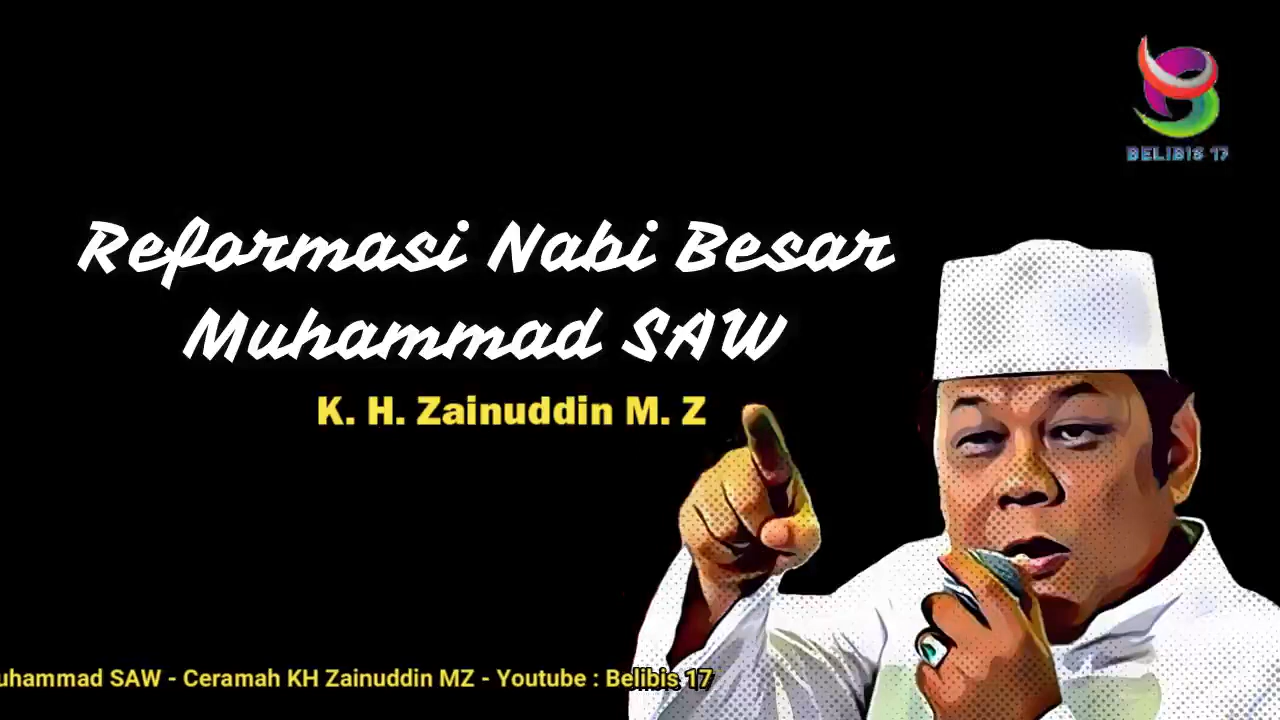 BELIBIS 17
Reformasi Nabi Besar
Muhammad SAW
K. H. Zainuddin M. Z
uhammad SAW - Ceramah KH Zainuddin MZ - Youtube : Belibis 17